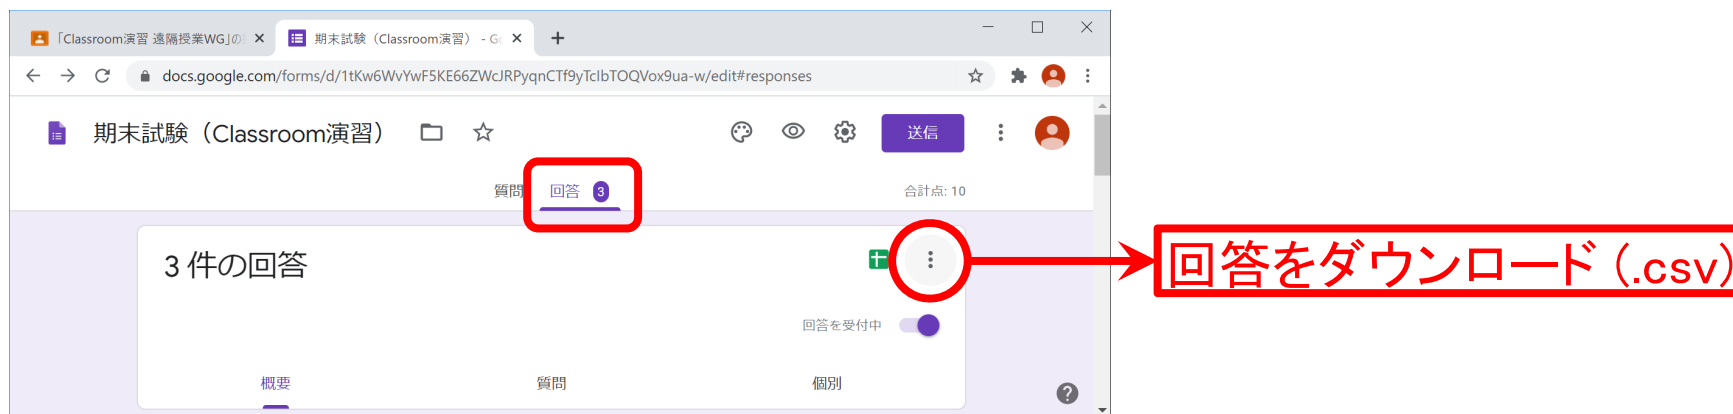 「Classroom演習 遠隔授業WG」の
期末試験（Classroom演習） - Go
docs.google.com/forms/d/1tKw6WvYwF5KE66ZWcJRPyqnCTf9yTcIbTOQVox9ua-w/edit#responses
期末試験（Classroom演習）
送信
質問 回答 3
合計点: 10
3 件の回答
回答をダウンロード (.csv)
回答を受付中
概要 質問 個別